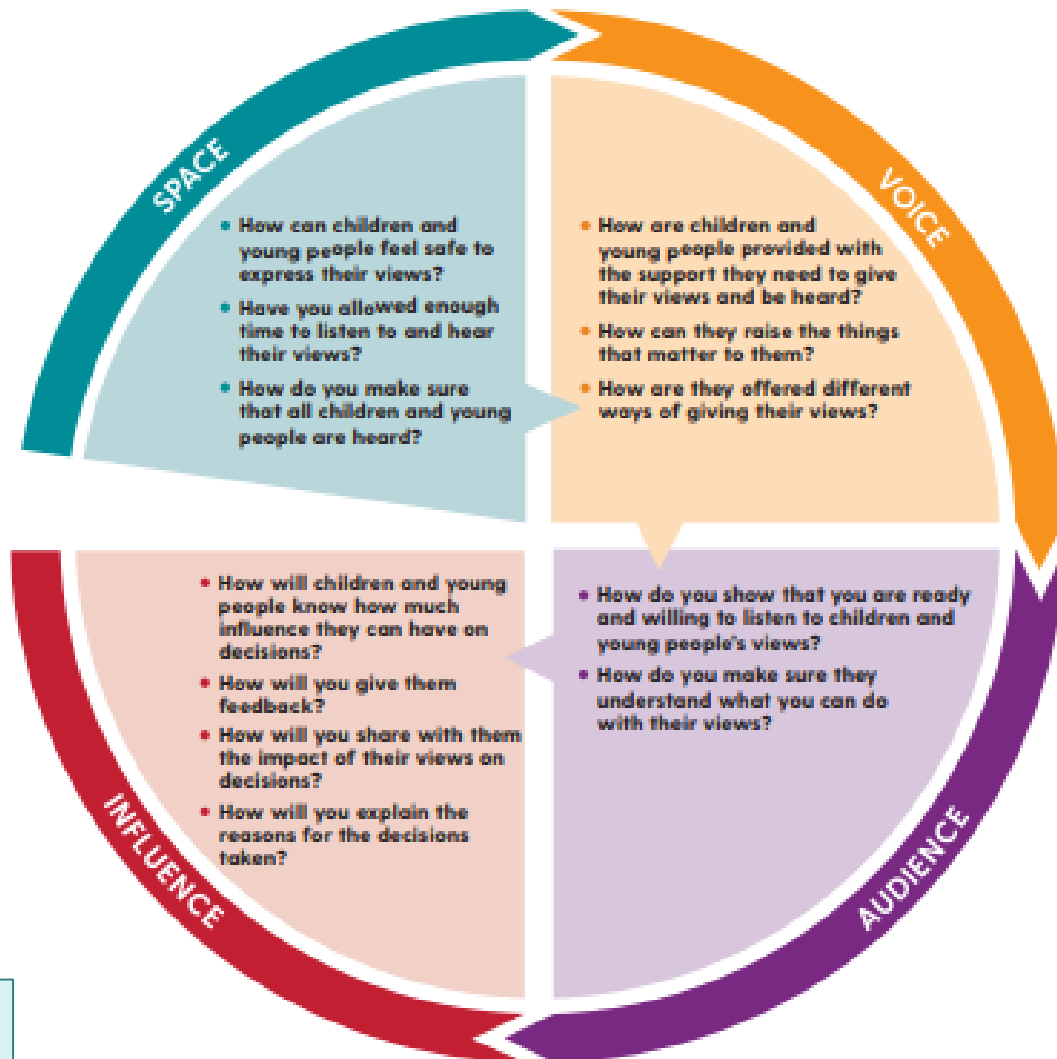 SPACE
• How can children and
young people feel safe to
express their views?
• Have you allowed enough
time to listen to and hear
their views?
• How do you make sure
that all children and young
people are heard?
VOICE
• How are children and
young people provided with
the support they need to give
their views and be heard?
• How can they raise the things
that matter to them?
• How are they offered different
ways of giving their views?
AUDIENCE
• How do you show that you are ready
and willing to listen to children and
young people's views?
• How do you make sure they
understand what you can do
with their views?
INFLUENCE
• How will children and young
people know how much
influence they can have on
decisions?
• How will you give them
feedback?
• How will you share with them
the impact of their views on
decisions?
• How will you explain the
reasons for the decisions
taken?